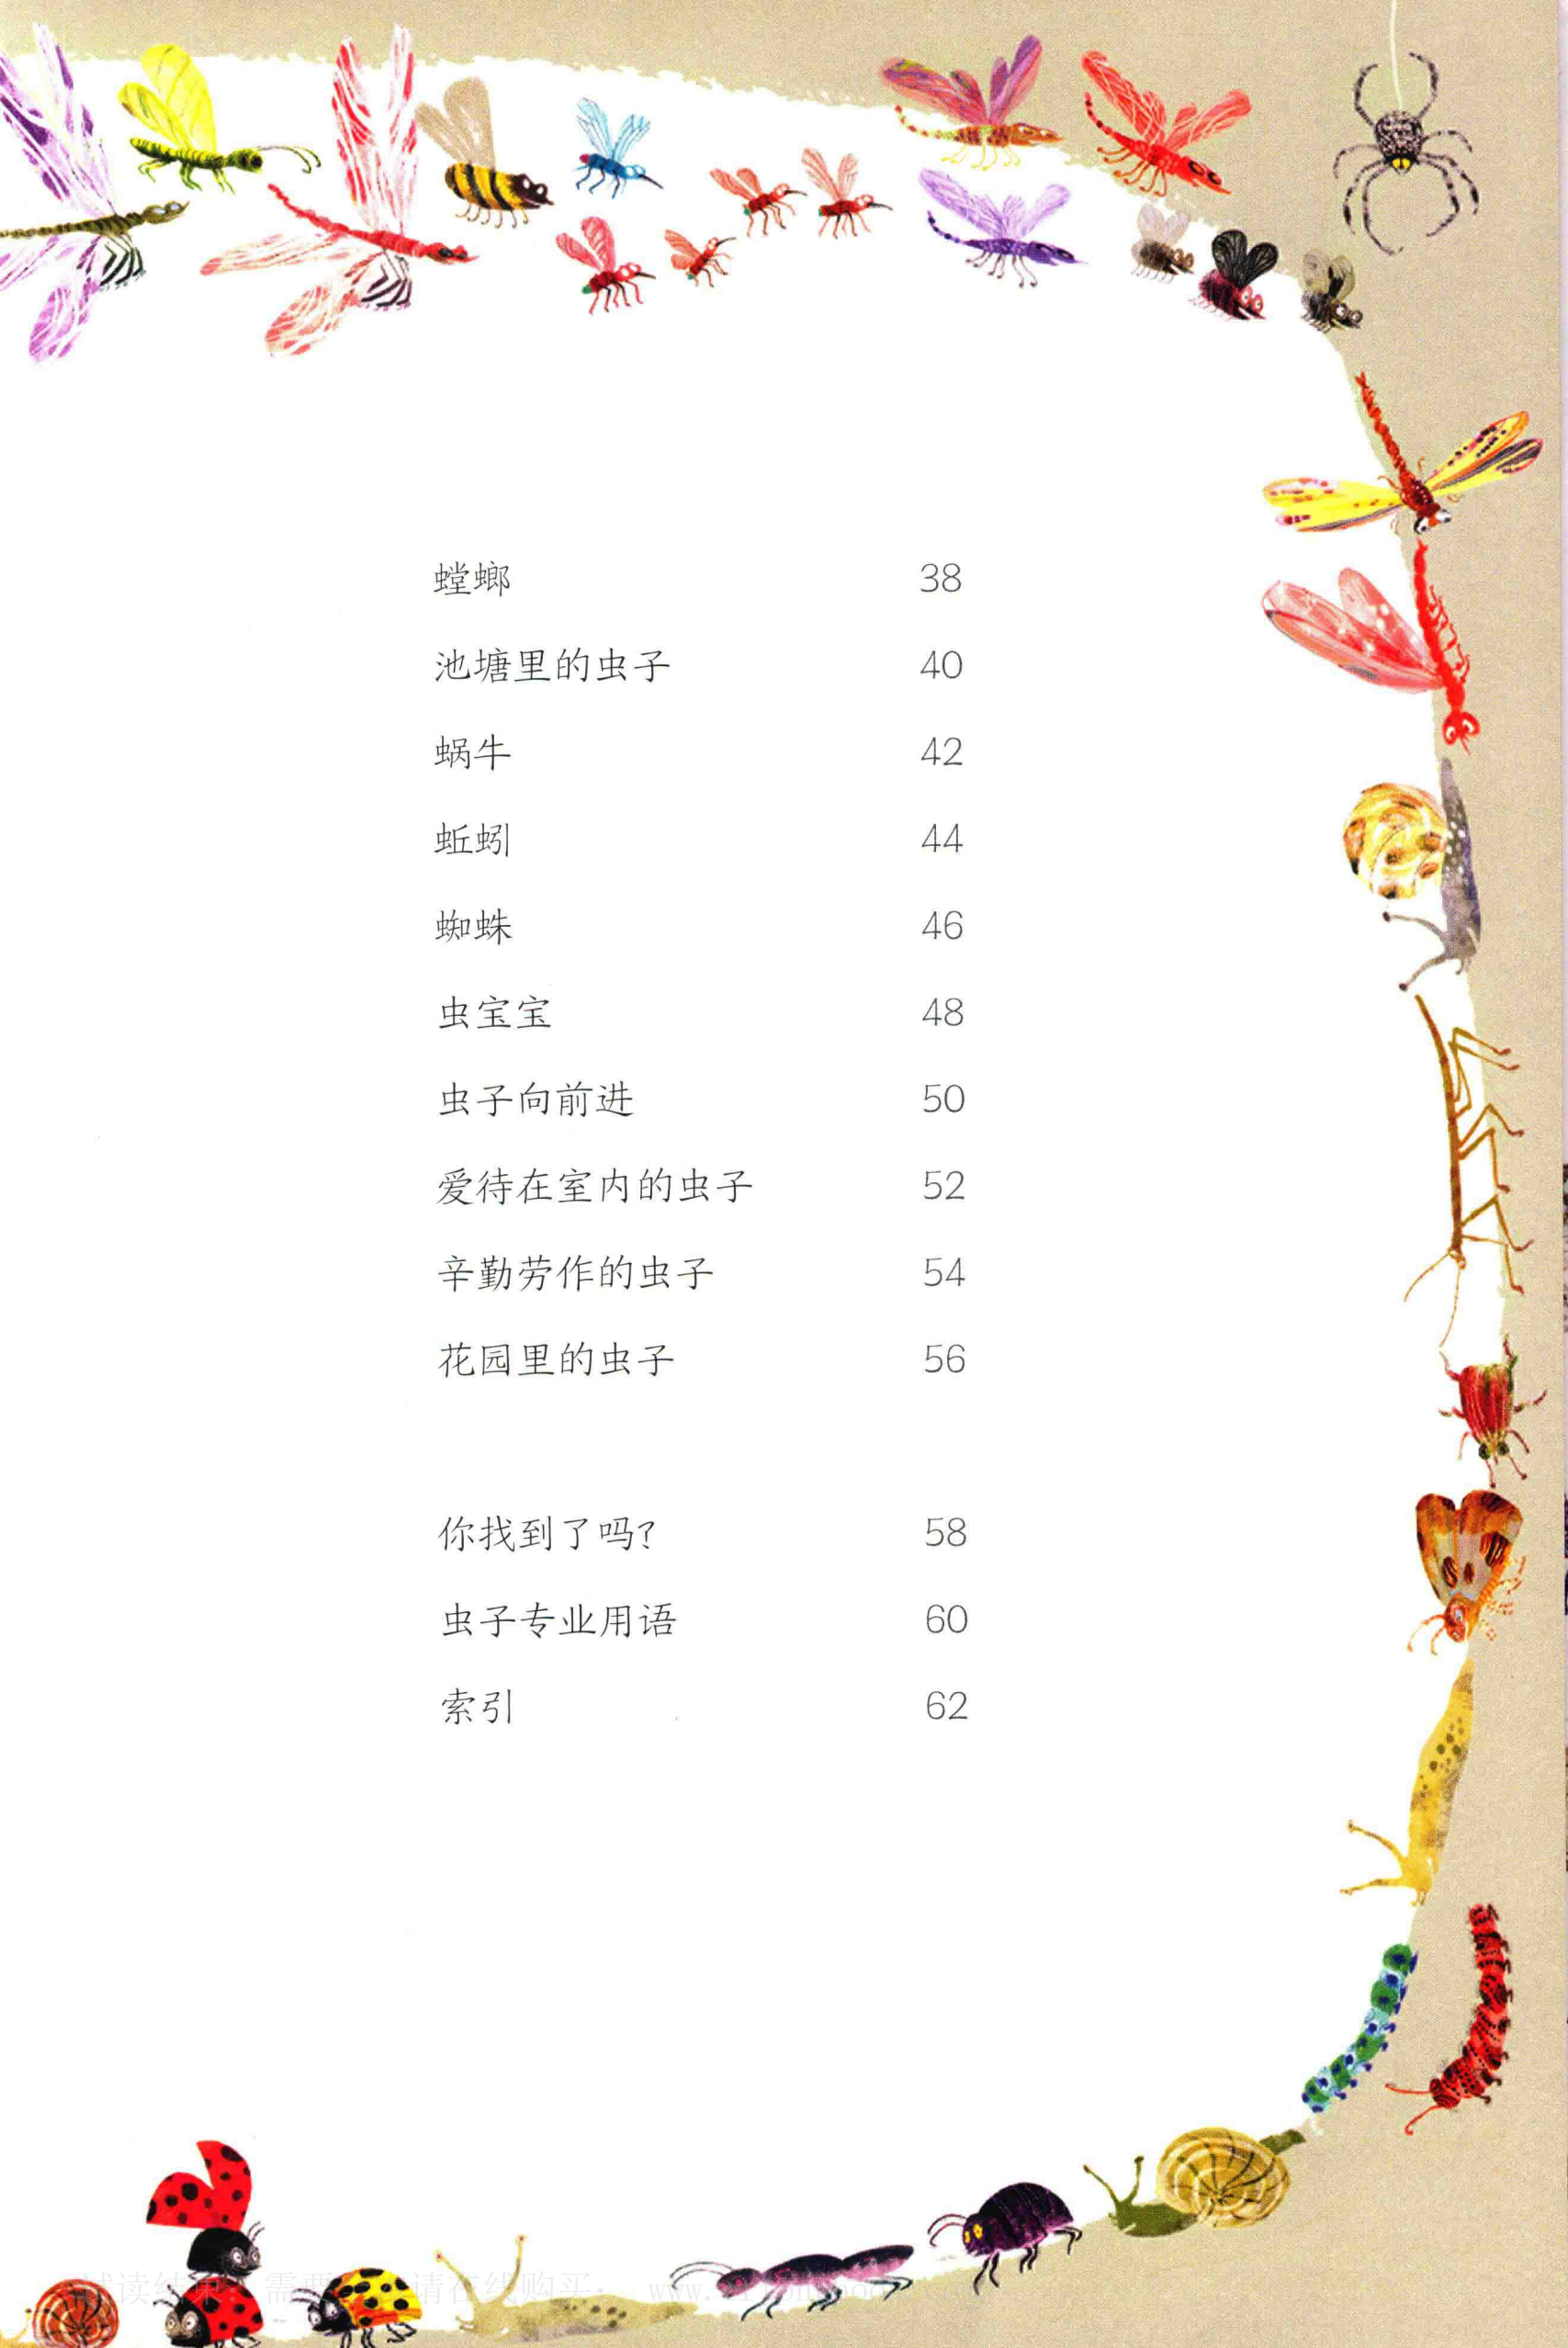 螳螂 38
池塘里的虫子 40
蜗牛 42
蚯蚓 44
蜘蛛 46
虫宝宝 48
虫子向前进 50
爱待在室内的虫子 52
辛勤劳作的虫子 54
花园里的虫子 56
你找到了吗? 58
虫子专业用语 60
索引 62